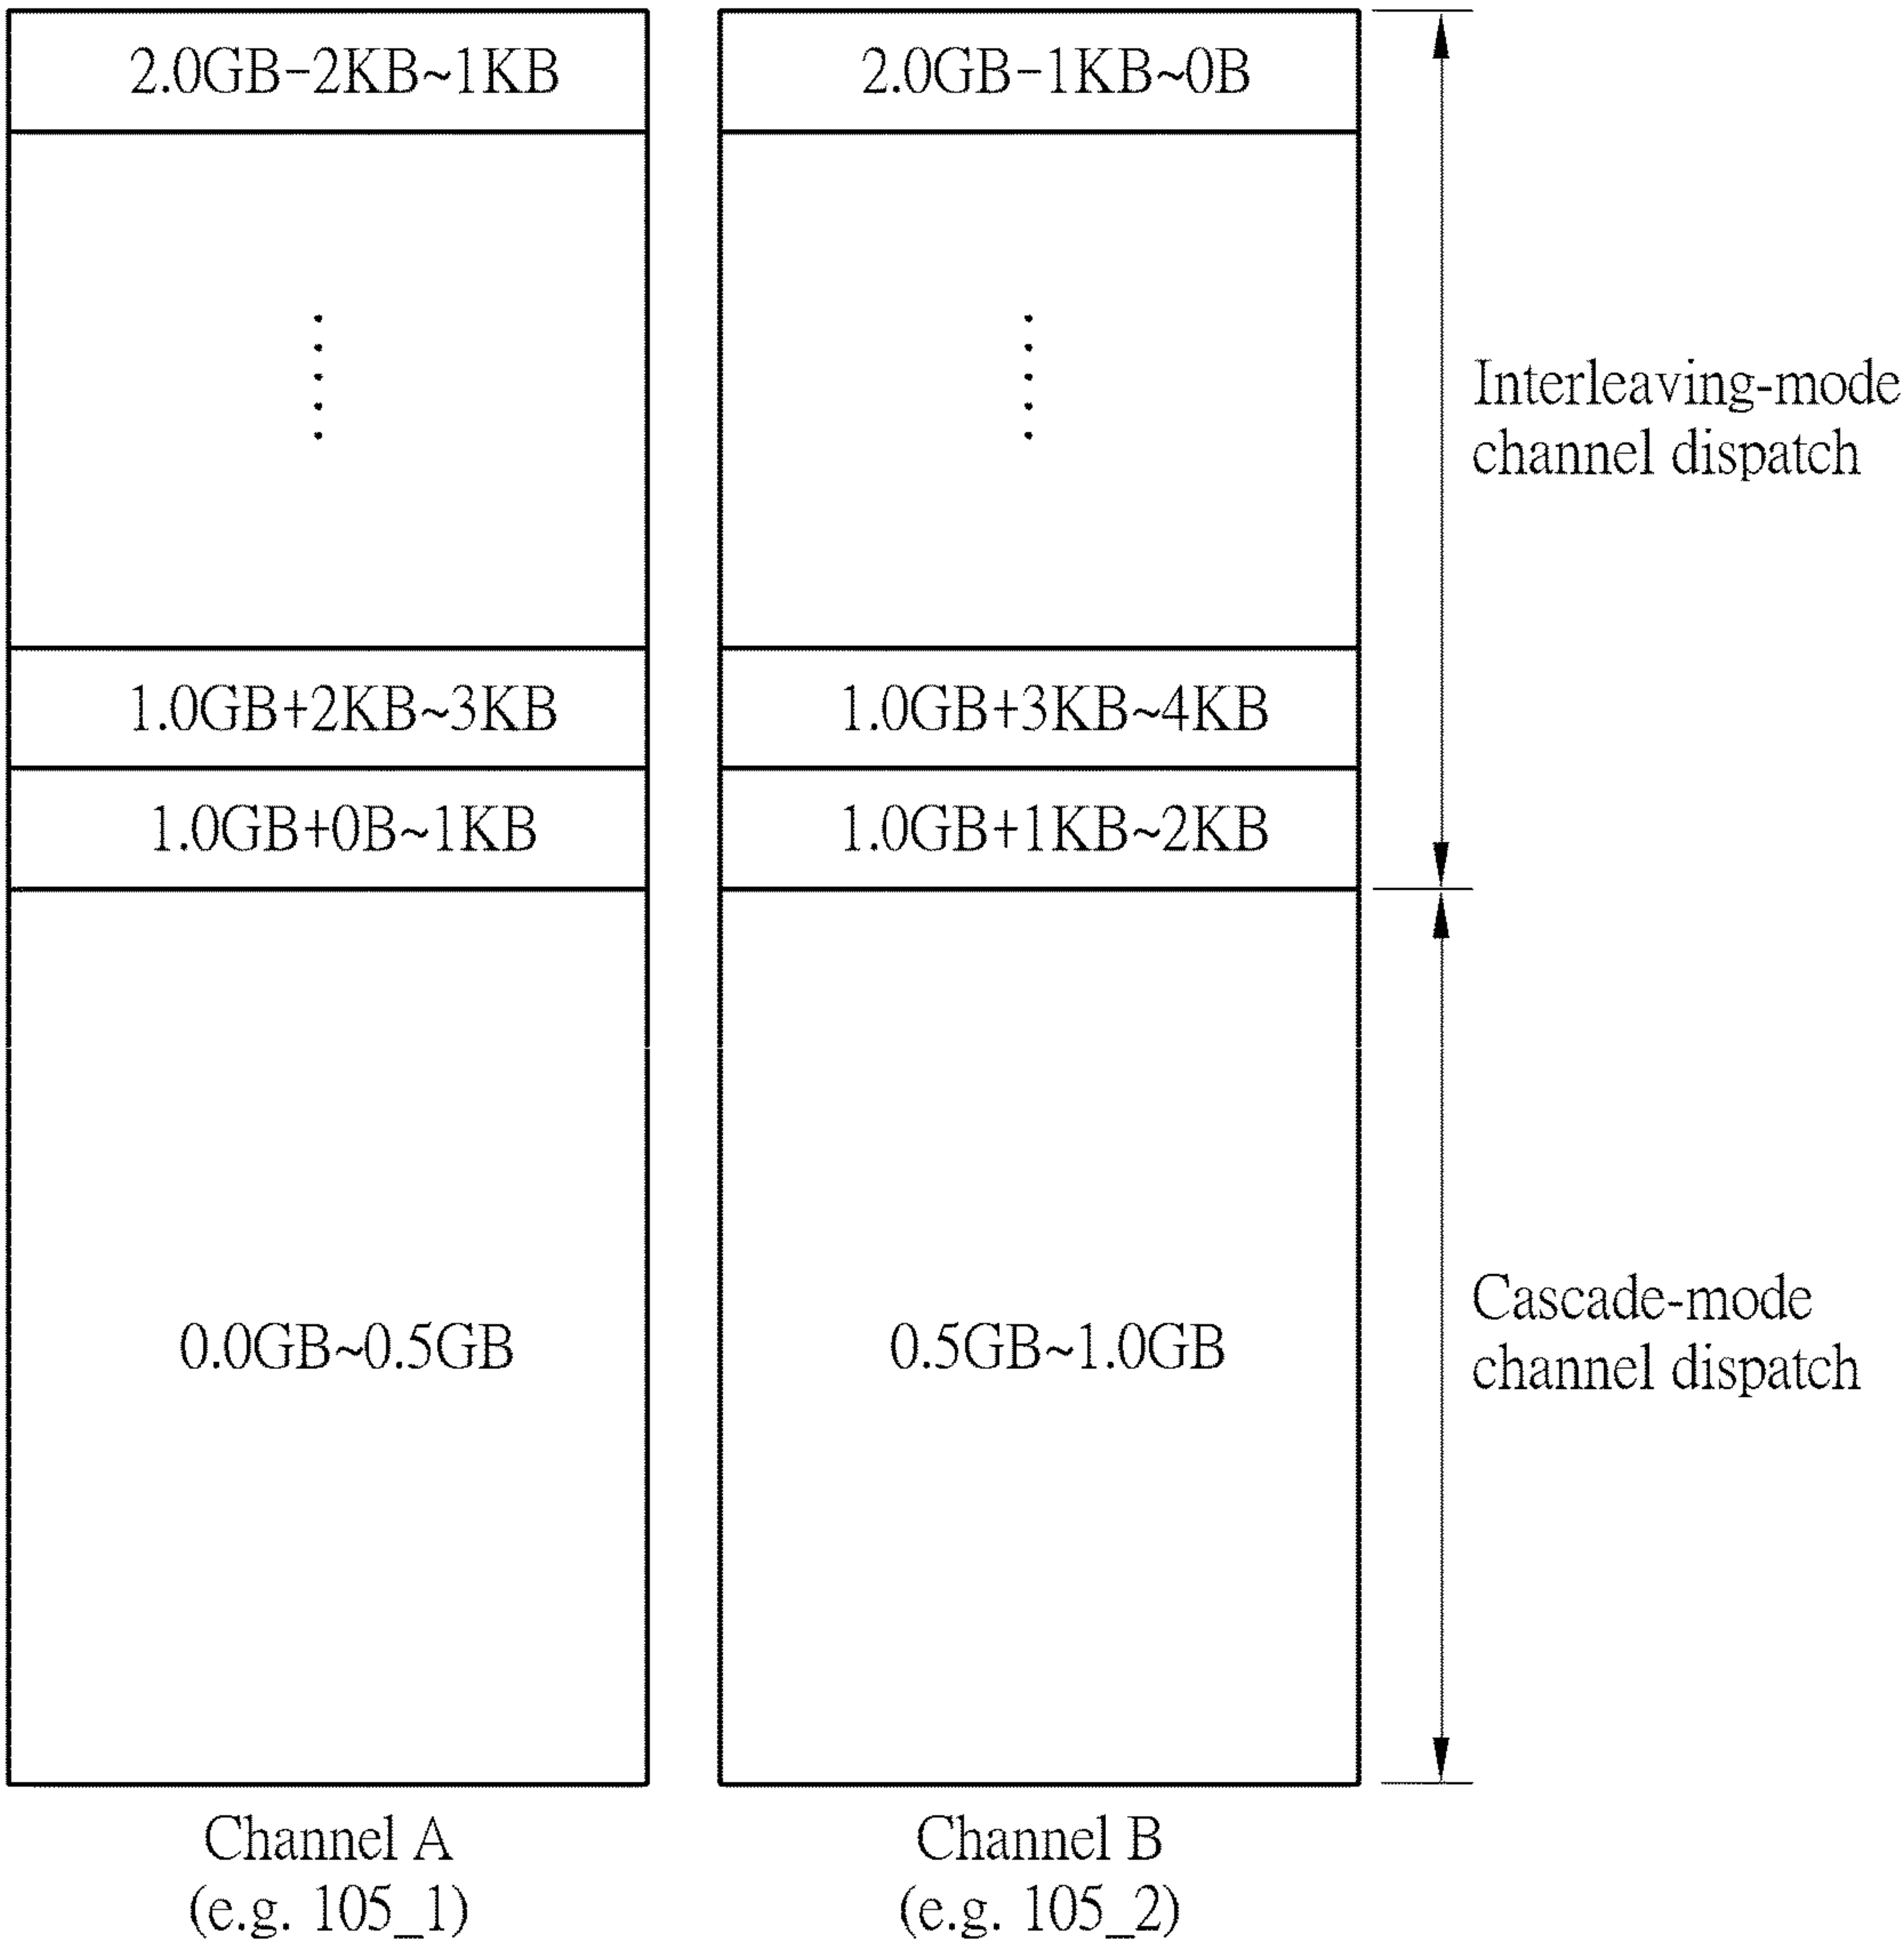 2.0GB-2KB~1KB
2.0GB-1KB~0B
Interleaving-mode
channel dispatch
1.0GB+2KB~3KB
1.0GB+3KB~4KB
1.0GB+0B~1KB
1.0GB+1KB~2KB
0.0GB~0.5GB
0.5GB~1.0GB
Cascade-mode
channel dispatch
Channel A
(e.g. 105_1)
Channel B
(e.g. 105_2)